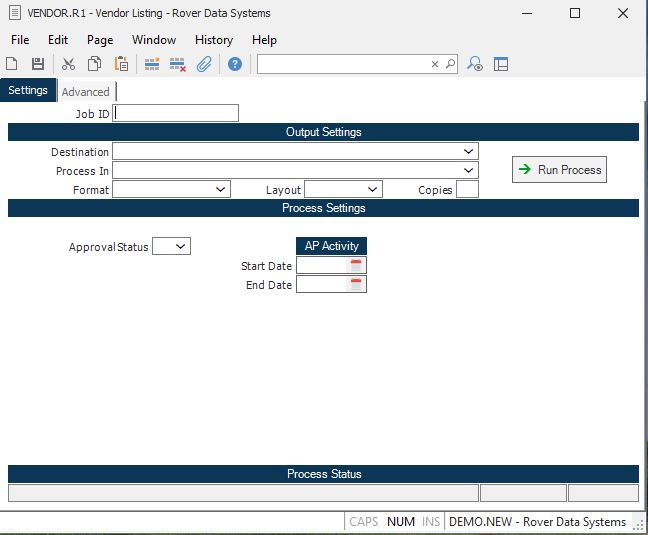 VENDOR.R1 - Vendor Listing - Rover Data Systems
File Edit Page Window History Help
Settings Advanced
Job ID
Output Settings
Destination
Process In
Run Process
Format Layout Copies
Process Settings
Approval Status
AP Activity
Start Date
End Date
Process Status
CAPS NUM INS DEMO.NEW - Rover Data Systems